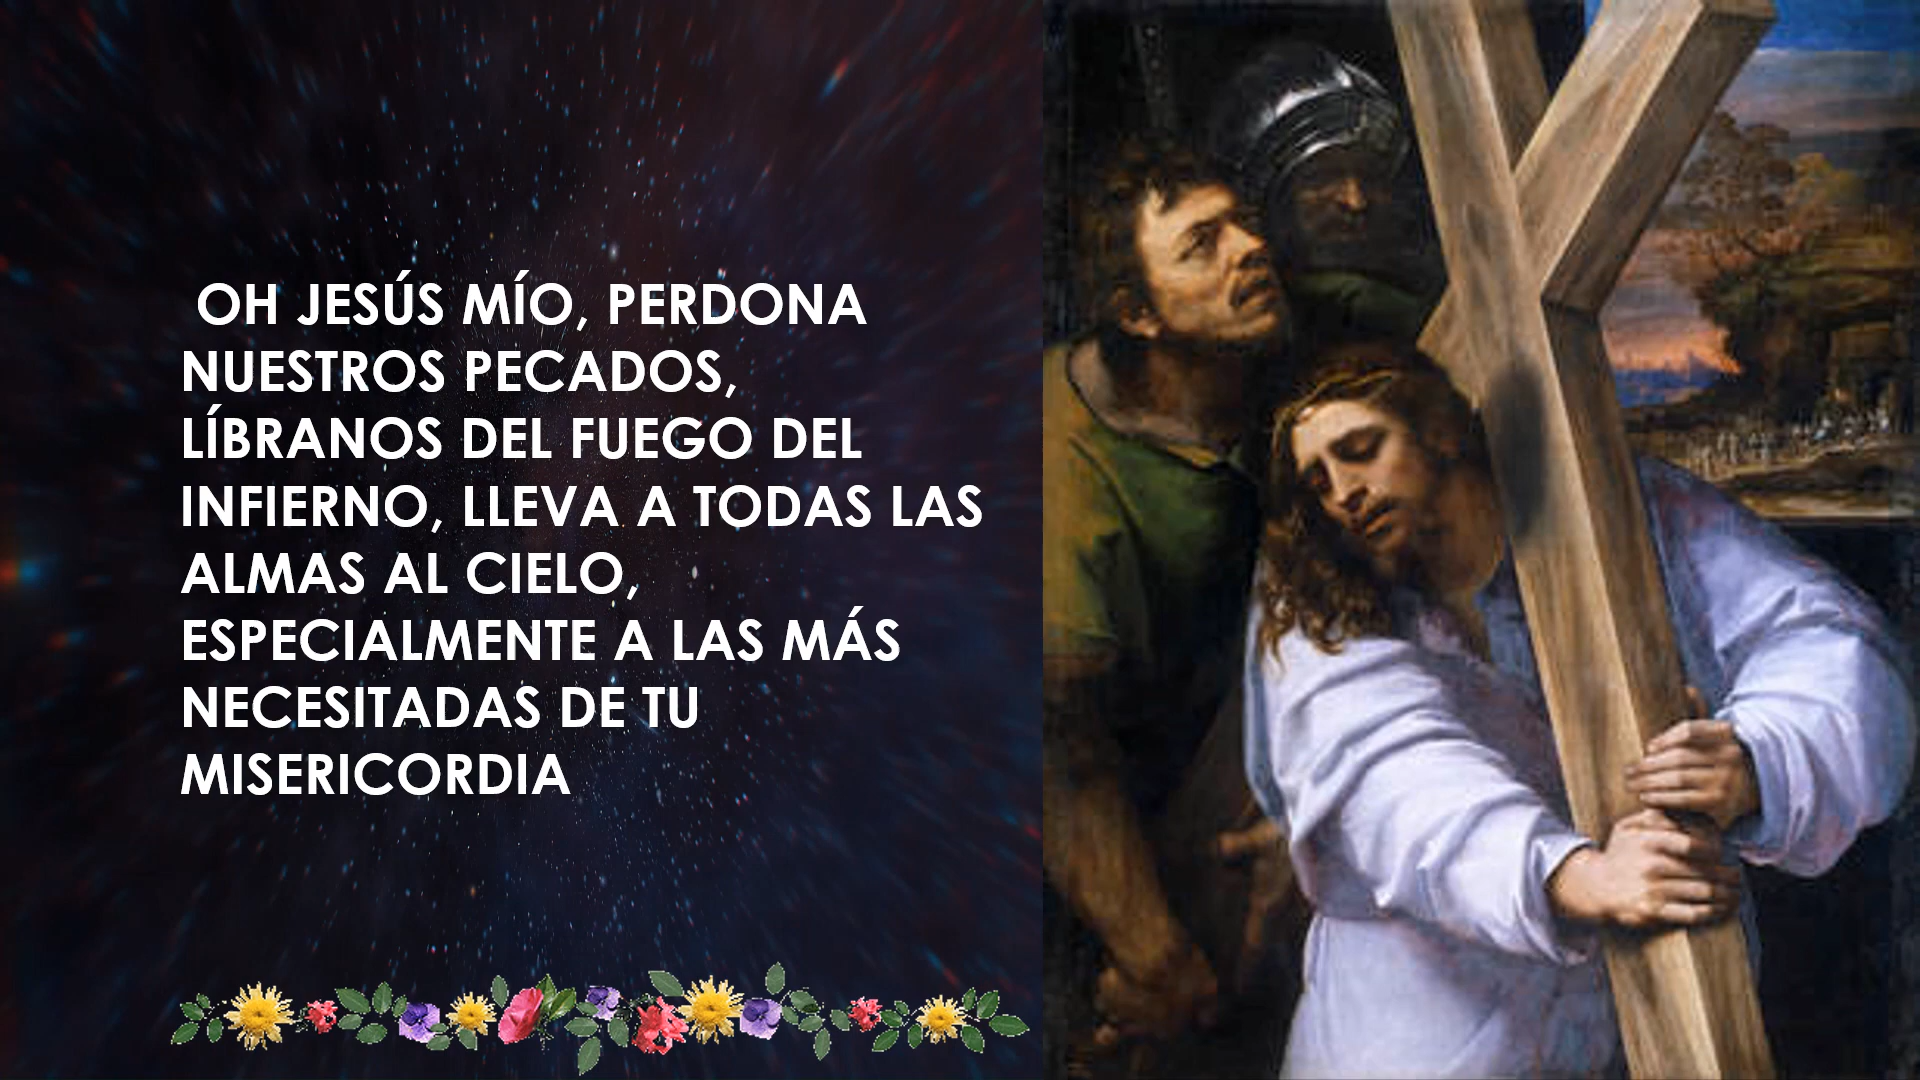 OH JESÚS MÍO, PERDONA
NUESTROS PECADOS,
LÍBRANOS DEL FUEGO DEL
INFIERNO, LLEVA A TODAS LAS
ALMAS AL CIELO,
ESPECIALMENTE A LAS MÁS
NECESITADAS DE TU
MISERICORDIA